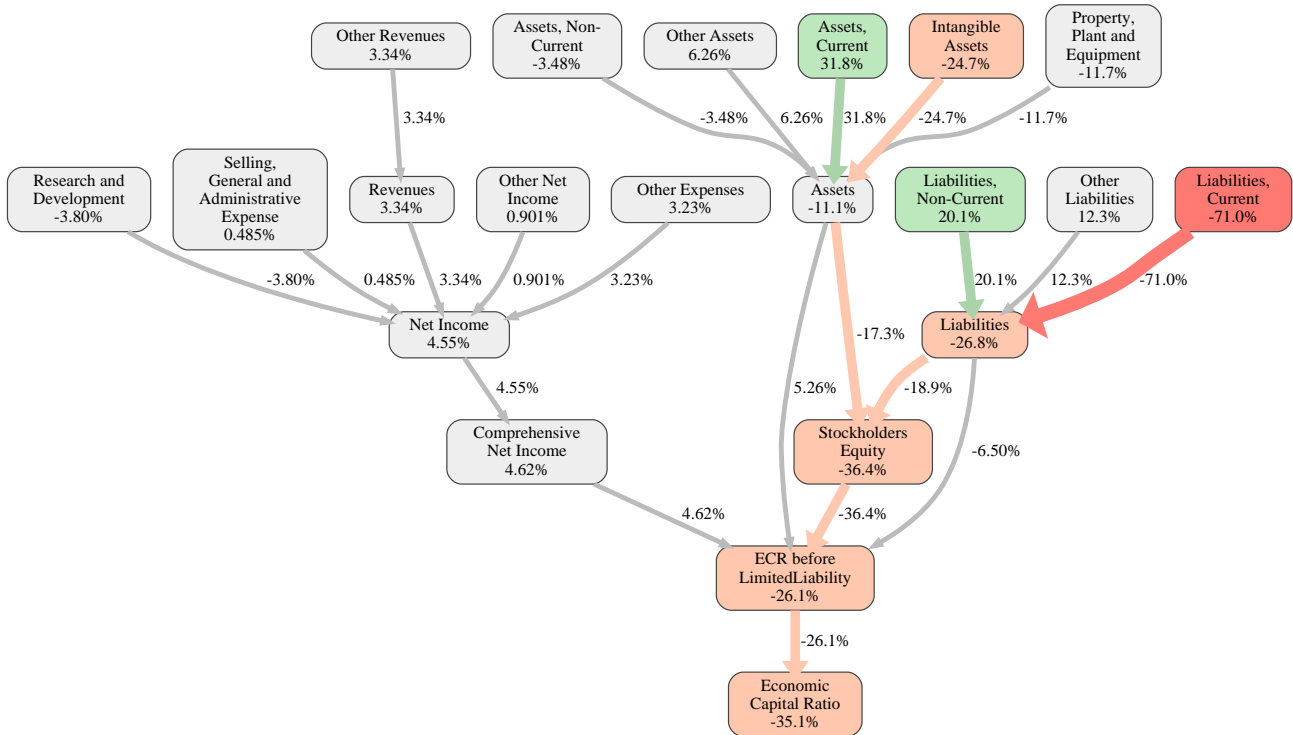 Other Revenues
3.34%
Assets, Non-
Current
-3.48%
Other Assets
6.26%
Assets,
Current
31.8%
Intangible
Assets
-24.7%
Property,
Plant and
Equipment
-11.7%
3.34%
-3.48%
6.26%
31.8%
-24.7%
-11.7%
Research and
Development
-3.80%
Selling,
General and
Administrative
Expense
0.485%
Revenues
3.34%
Other Net
Income
0.901%
Other Expenses
3.23%
Assets
-11.1%
Liabilities,
Non-Current
20.1%
Other
Liabilities
12.3%
Liabilities,
Current
-71.0%
-3.80%
0.485%
3.34%
0.901%
3.23%
20.1%
12.3%
-71.0%
Net Income
4.55%
-17.3%
Liabilities
-26.8%
4.55%
5.26%
-18.9%
Comprehensive
Net Income
4.62%
Stockholders
Equity
-36.4%
-6.50%
4.62%
-36.4%
ECR before
LimitedLiability
-26.1%
-26.1%
Economic
Capital Ratio
-35.1%